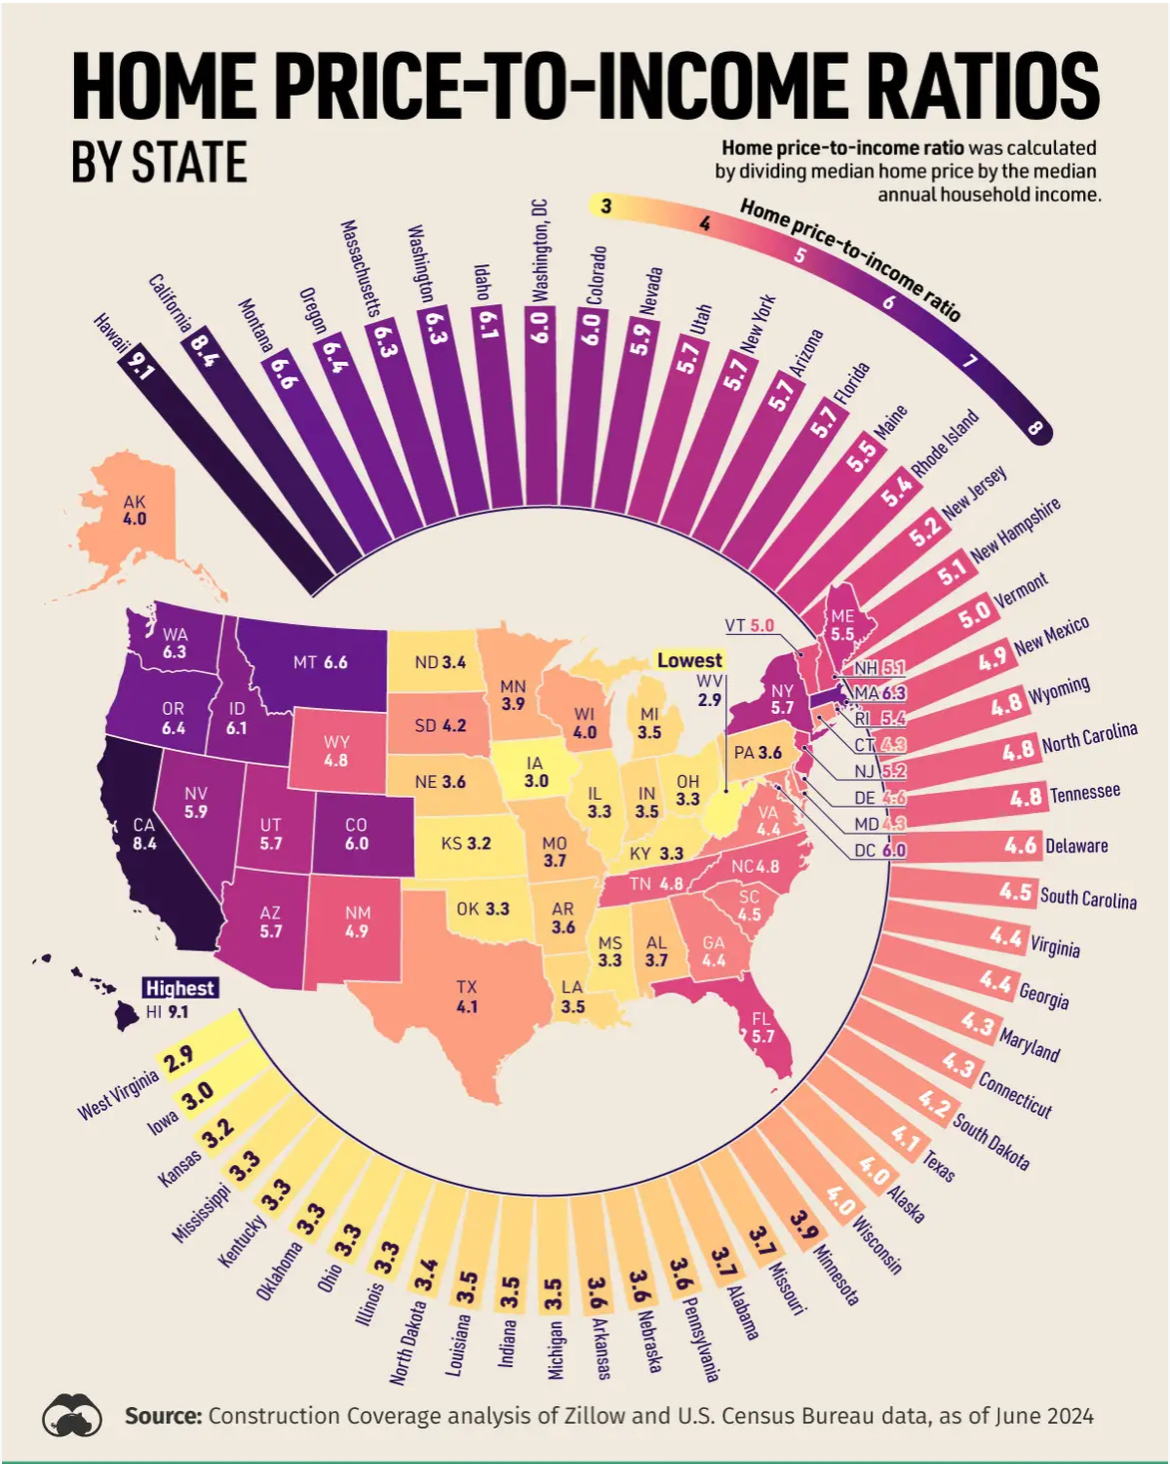 HOME PRICE-TO-INCOME RATIOS
BY STATE
Home price-to-income ratio was calculated
by dividing median home price by the median
annual household income.
Home price-to-income ratio
3
4
5
6
7
8
Hawaii 9.1
California 8.4
Montana 6.6
Oregon 6.4
Massachusetts 6.3
Washington 6.3
Idaho 6.1
Washington, DC 6.0
Colorado 6.0
Nevada 5.9
Utah 5.7
New York 5.7
Arizona 5.7
Florida 5.7
Maine 5.5
Rhode Island 5.4
New Jersey 5.2
New Hampshire 5.1
Vermont 5.0
New Mexico 4.9
Wyoming 4.8
North Carolina 4.8
Tennessee 4.8
Delaware 4.6
South Carolina 4.5
Virginia 4.4
Georgia 4.4
Maryland 4.3
Connecticut 4.3
South Dakota 4.2
Texas 4.1
Alaska 4.0
Wisconsin 4.0
Minnesota 3.9
Missouri 3.7
Alabama 3.7
Pennsylvania 3.6
Nebraska 3.6
Arkansas 3.6
Michigan 3.5
Indiana 3.5
Louisiana 3.5
North Dakota 3.4
Illinois 3.3
Ohio 3.3
Oklahoma 3.3
Kentucky 3.3
Mississippi 3.3
Kansas 3.2
Iowa 3.0
West Virginia 2.9
AK
4.0
WA
6.3
OR
6.4
ID
6.1
MT 6.6
WY
4.8
CA
8.4
NV
5.9
UT
5.7
CO
6.0
AZ
5.7
NM
4.9
ND 3.4
SD 4.2
NE 3.6
KS 3.2
OK 3.3
TX
4.1
MN
3.9
IA
3.0
MO
3.7
AR
3.6
LA
3.5
WI
4.0
IL
3.3
MI
3.5
IN
3.5
OH
3.3
KY 3.3
TN 4.8
MS
3.3
AL
3.7
GA
4.4
FL
5.7
SC
4.5
NC 4.8
VA
4.4
Lowest
WV
2.9
PA 3.6
NY
5.7
VT 5.0
ME
5.5
NH 5.1
MA 6.3
RI 5.4
CT 4.3
NJ 5.2
DE 4.6
MD 4.3
DC 6.0
Highest
HI 9.1
Source: Construction Coverage analysis of Zillow and U.S. Census Bureau data, as of June 2024